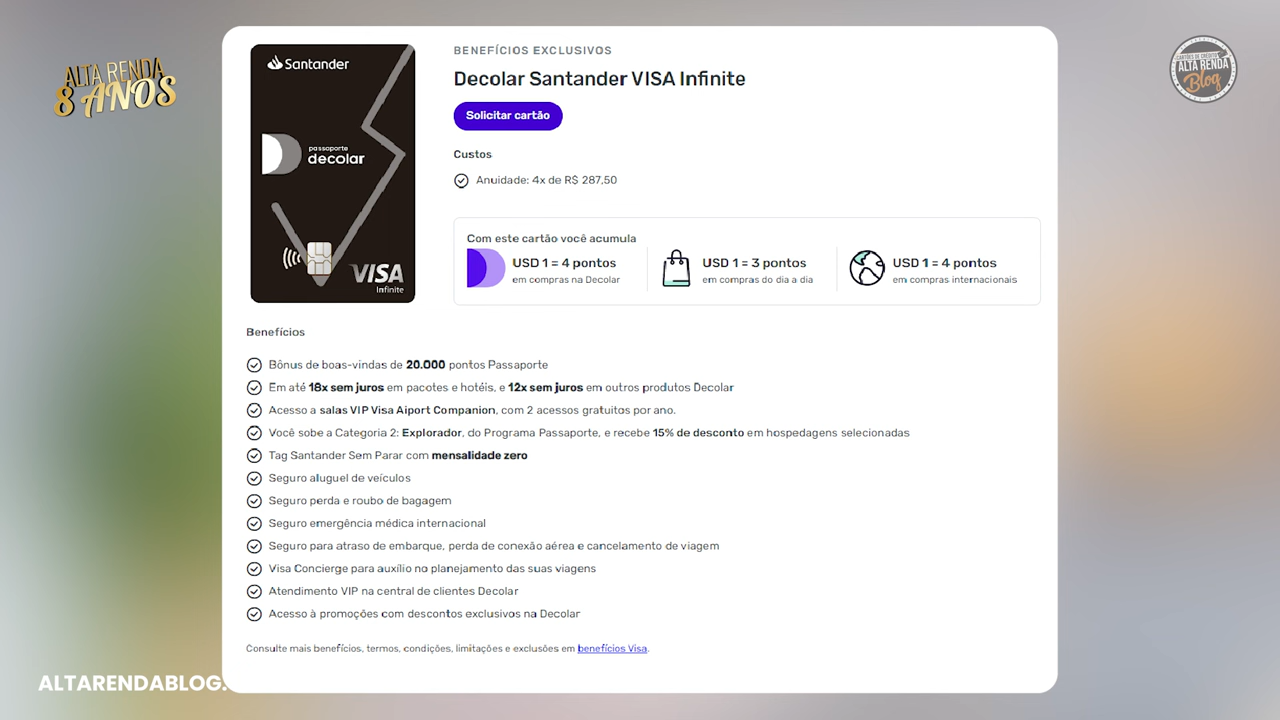 ALTA RENDA
8 ANOS
CARTÕES DE CRÉDITO
ALTA RENDA
Blog
Santander
passaporte
decolar
VISA
Infinite
BENEFÍCIOS EXCLUSIVOS
Decolar Santander VISA Infinite
Solicitar cartão
Custos
Anuidade: 4x de R$ 287,50
Com este cartão você acumula
USD 1 = 4 pontos
em compras na Decolar
USD 1 = 3 pontos
em compras do dia a dia
USD 1 = 4 pontos
em compras internacionais
Benefícios
Bônus de boas-vindas de 20.000 pontos Passaporte
Em até 18x sem juros em pacotes e hotéis, e 12x sem juros em outros produtos Decolar
Acesso a salas VIP Visa Aiport Companion, com 2 acessos gratuitos por ano.
Você sobe a Categoria 2: Explorador, do Programa Passaporte, e recebe 15% de desconto em hospedagens selecionadas
Tag Santander Sem Parar com mensalidade zero
Seguro aluguel de veículos
Seguro perda e roubo de bagagem
Seguro emergência médica internacional
Seguro para atraso de embarque, perda de conexão aérea e cancelamento de viagem
Visa Concierge para auxílio no planejamento das suas viagens
Atendimento VIP na central de clientes Decolar
Acesso à promoções com descontos exclusivos na Decolar
Consulte mais benefícios, termos, condições, limitações e exclusões em benefícios Visa.
ALTARENDABLOG.